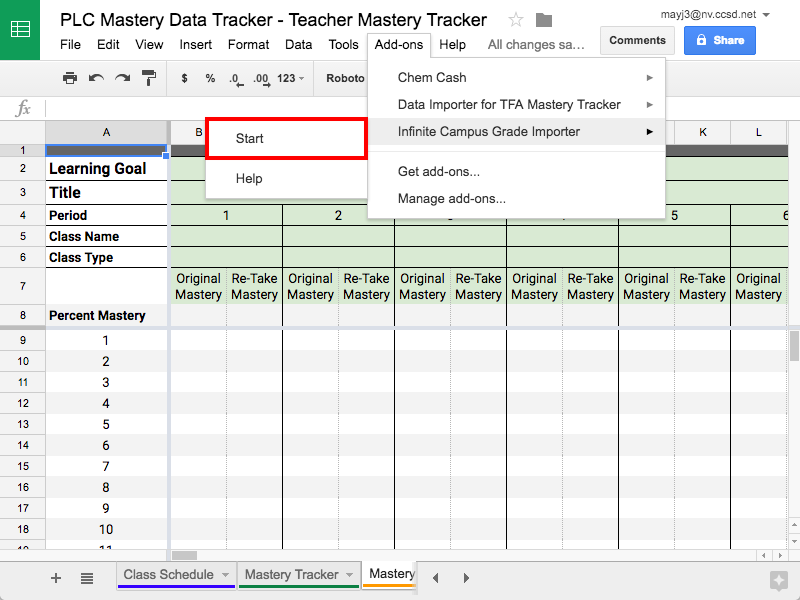 PLC Mastery Data Tracker - Teacher Mastery Tracker
mayj3@nv.ccsd.net
File Edit View Insert Format Data Tools Add-ons Help All changes sa...
Comments
Share
$ % .0 .00 123 Roboto
Chem Cash
Data Importer for TFA Mastery Tracker
Infinite Campus Grade Importer
Get add-ons...
Manage add-ons...
Start
Help
fx
A B K L
1
2 Learning Goal
3 Title
4 Period 1 2 5 6
5 Class Name
6 Class Type
7 Original Mastery Re-Take Mastery Original Mastery Re-Take Mastery Original Mastery Re-Take Mastery Original Mastery Re-Take Mastery Original Mastery Re-Take Mastery Original Mastery
8 Percent Mastery
9 1
10 2
11 3
12 4
13 5
14 6
15 7
16 8
17 9
18 10
19 11
+ Class Schedule Mastery Tracker Mastery